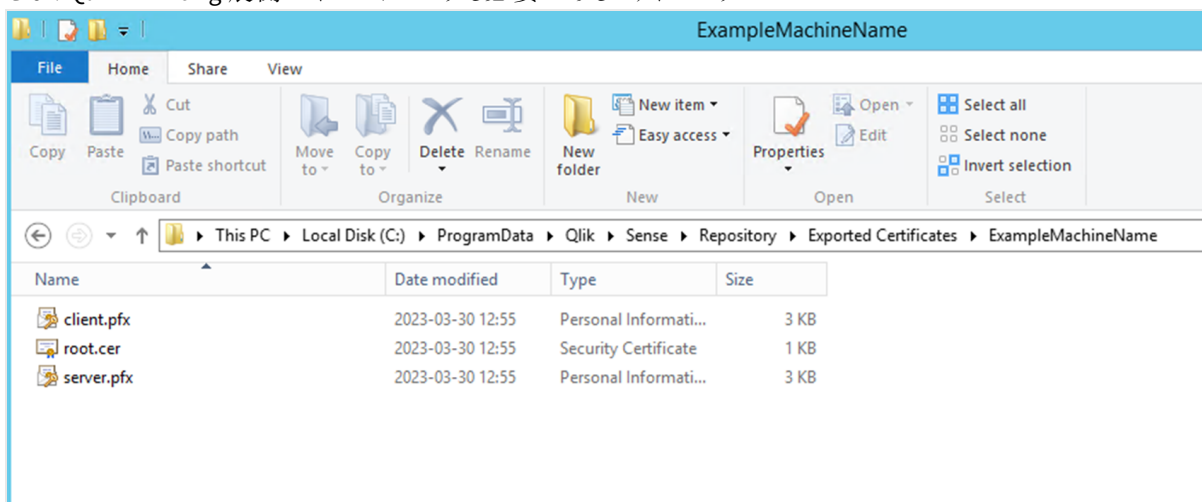 ExampleMachineName
File Home Share View
Copy
Paste
Cut
Copy path
Paste shortcut
Clipboard
Move to
Copy to
Delete
Rename
Organize
New folder
New item
Easy access
New
Properties
Open
Edit
Open
Select all
Select none
Invert selection
Select
This PC Local Disk (C:) ProgramData Qlik Sense Repository Exported Certificates ExampleMachineName
Name Date modified Type Size
client.pfx 2023-03-30 12:55 Personal Informati... 3 KB
root.cer 2023-03-30 12:55 Security Certificate 1 KB
server.pfx 2023-03-30 12:55 Personal Informati... 3 KB